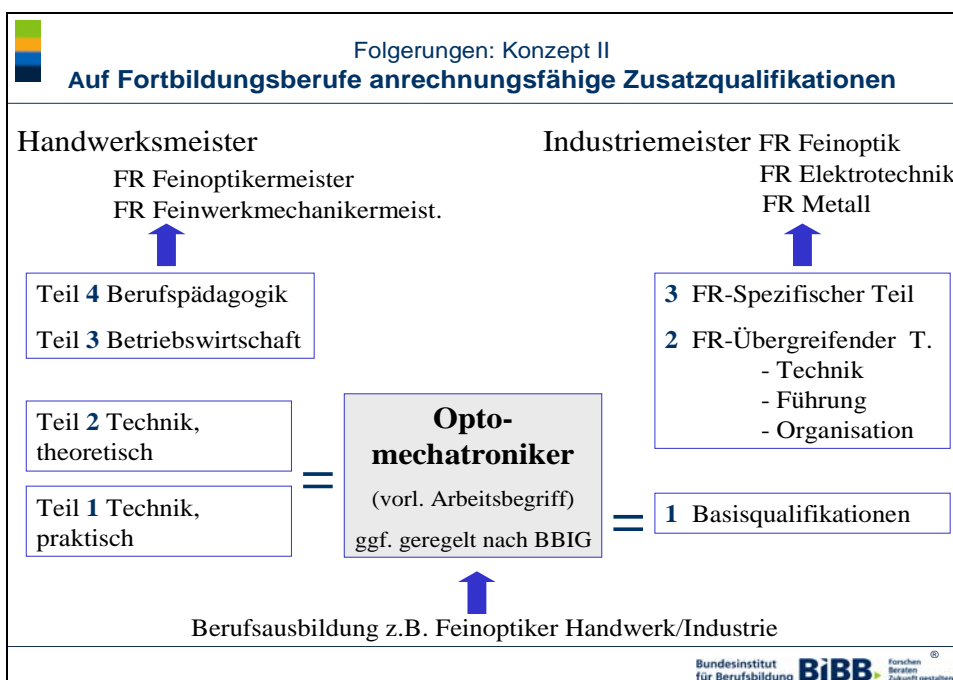 Folgerungen: Konzept II
Auf Fortbildungsberufe anrechnungsfähige Zusatzqualifikationen
Handwerksmeister
FR Feinoptikermeister
FR Feinwerkmechanikermeist.
Industriemeister FR Feinoptik
FR Elektrotechnik
FR Metall
Teil 4 Berufspädagogik
Teil 3 Betriebswirtschaft
3 FR-Spezifischer Teil
2 FR-Übergreifender T.
- Technik
- Führung
- Organisation
Teil 2 Technik,
theoretisch
Teil 1 Technik,
praktisch
=
Opto-
mechatroniker
(vorl. Arbeitsbegriff)
ggf. geregelt nach BBIG
=
1 Basisqualifikationen
Berufsausbildung z.B. Feinoptiker Handwerk/Industrie
Bundesinstitut
für Berufsbildung
BiBB
®
Forschen
Beraten
Zukunft gestalten